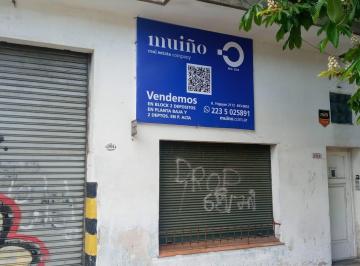 muiño
real estate company
Vendemos
EN BLOCK 2 DEPOSITOS
EN PLANTA BAJA Y
2 DEPTOS. EN P. ALTA
223 5 025891
muino.com.ar
DROP